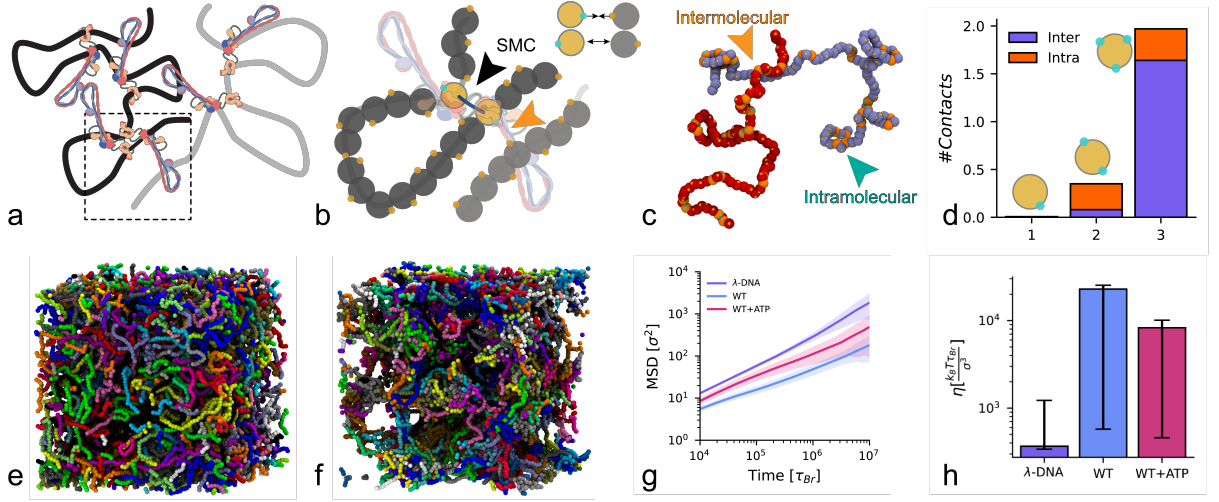 a
SMC
b
Intermolecular
Intramolecular
c
#Contacts
2.0
1.5
1.0
0.5
0.0
Inter
Intra
1 2 3
d
e
f
MSD [σ²]
10⁴
10³
10²
10¹
10⁰
λ-DNA
WT
WT+ATP
10⁴ 10⁵ 10⁶ 10⁷
Time [τ_Br]
g
η[k_BTτ_Br/σ³]
10⁴
10³
λ-DNA WT WT+ATP
h